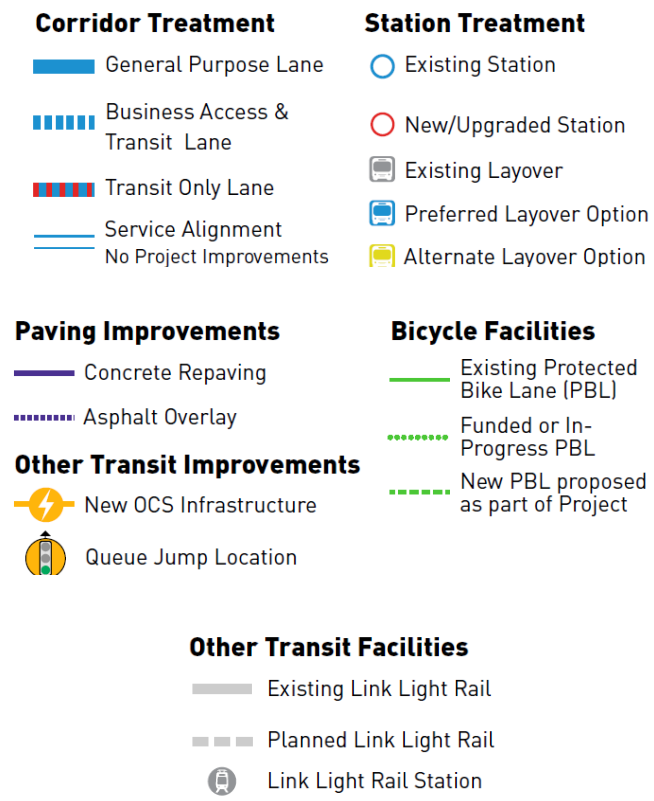 Corridor Treatment
General Purpose Lane
Business Access &
Transit Lane
Transit Only Lane
Service Alignment
No Project Improvements
Station Treatment
Existing Station
New/Upgraded Station
Existing Layover
Preferred Layover Option
Alternate Layover Option
Paving Improvements
Concrete Repaving
Asphalt Overlay
Other Transit Improvements
New OCS Infrastructure
Queue Jump Location
Bicycle Facilities
Existing Protected
Bike Lane (PBL)
Funded or In-
Progress PBL
New PBL proposed
as part of Project
Other Transit Facilities
Existing Link Light Rail
Planned Link Light Rail
Link Light Rail Station